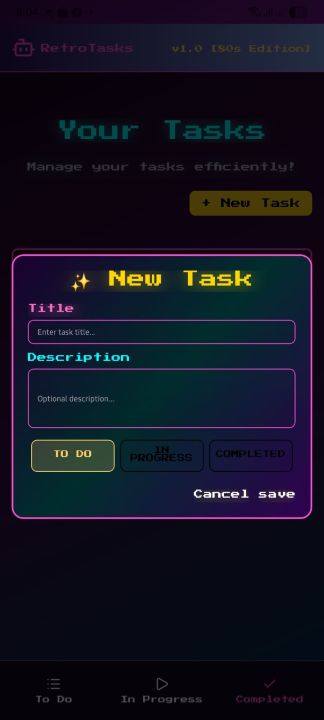 RetroTasks
v1.0 [80s Edition]
Your Tasks
Manage your tasks efficiently!
+ New Task
✨ New Task
Title
Enter task title...
Description
Optional description...
TO DO
IN
PROGRESS
COMPLETED
Cancel save
To Do
In Progress
Completed